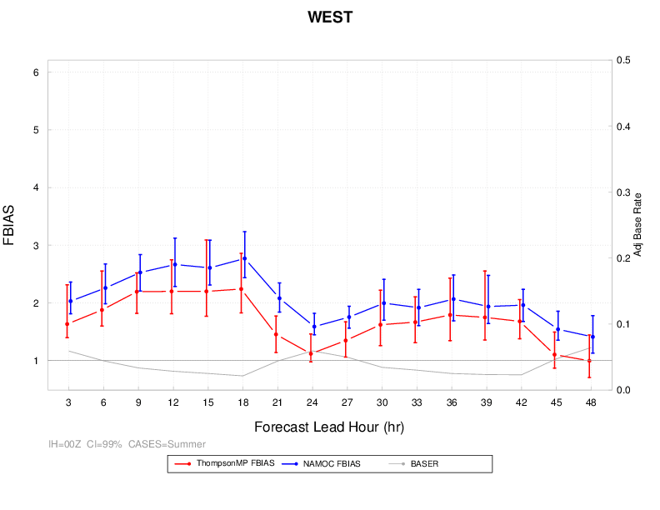 WEST
FBIAS
6
5
4
3
2
1
0.5
0.4
0.3
0.2
0.1
0.0
Adj Base Rate
3 6 9 12 15 18 21 24 27 30 33 36 39 42 45 48
Forecast Lead Hour (hr)
IH=00Z CI=99% CASES=Summer
ThompsonMP FBIAS NAMOC FBIAS BASER